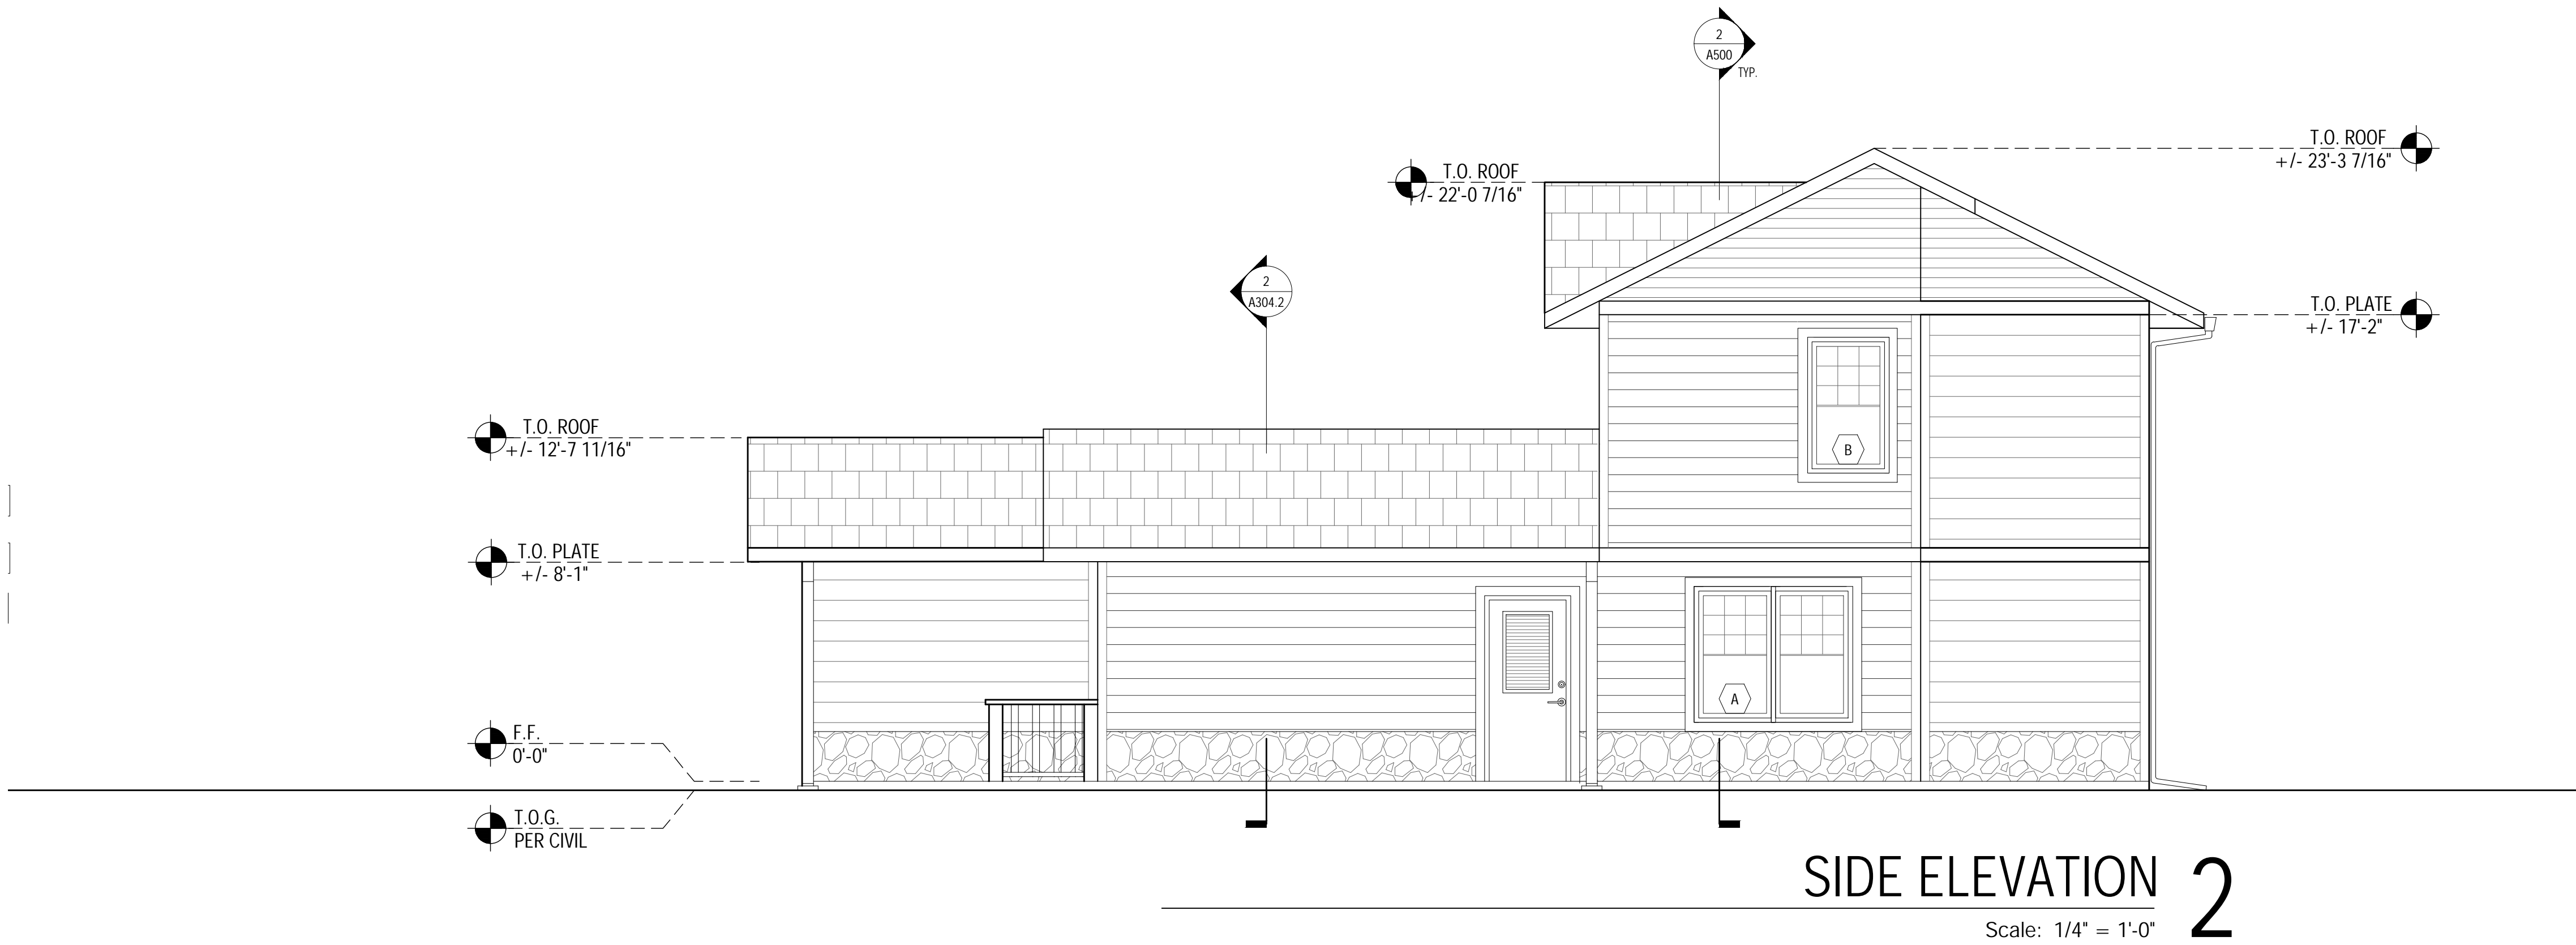 2
A500
TYP.
T.O. ROOF
+/- 23'-3 7/16"
T.O. ROOF
+/- 22'-0 7/16"
2
A304.2
T.O. PLATE
+/- 17'-2"
T.O. ROOF
+/- 12'-7 11/16"
B
T.O. PLATE
+/- 8'-1"
A
F.F.
0'-0"
T.O.G.
PER CIVIL
SIDE ELEVATION 2
Scale: 1/4" = 1'-0"